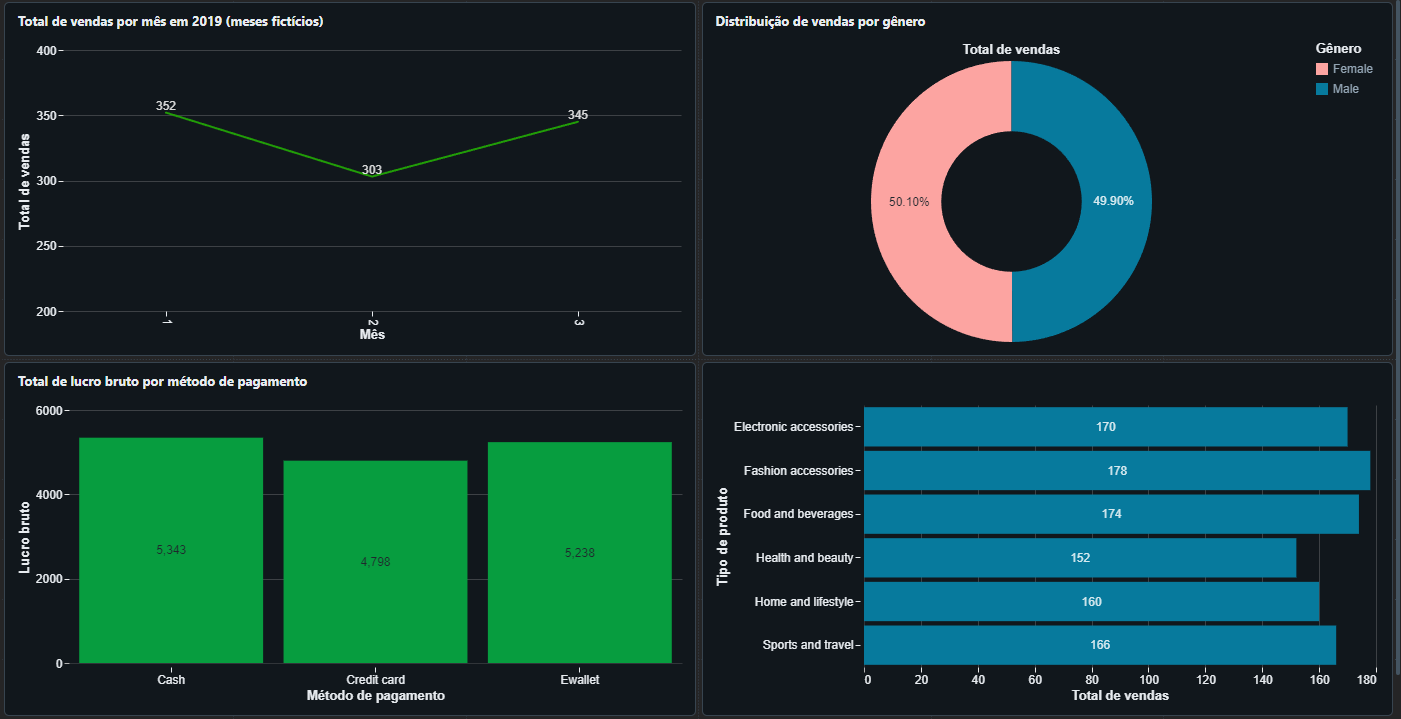 Total de vendas por mês em 2019 (meses fictícios)
400
350
300
250
200
Total de vendas
352
303
345
1
2
3
Mês
Distribuição de vendas por gênero
Total de vendas
Gênero
Female
Male
50.10%
49.90%
Total de lucro bruto por método de pagamento
6000
4000
2000
0
Lucro bruto
5,343
4,798
5,238
Cash
Credit card
Ewallet
Método de pagamento
Tipo de produto
Electronic accessories
170
Fashion accessories
178
Food and beverages
174
Health and beauty
152
Home and lifestyle
160
Sports and travel
166
0 20 40 60 80 100 120 140 160 180
Total de vendas